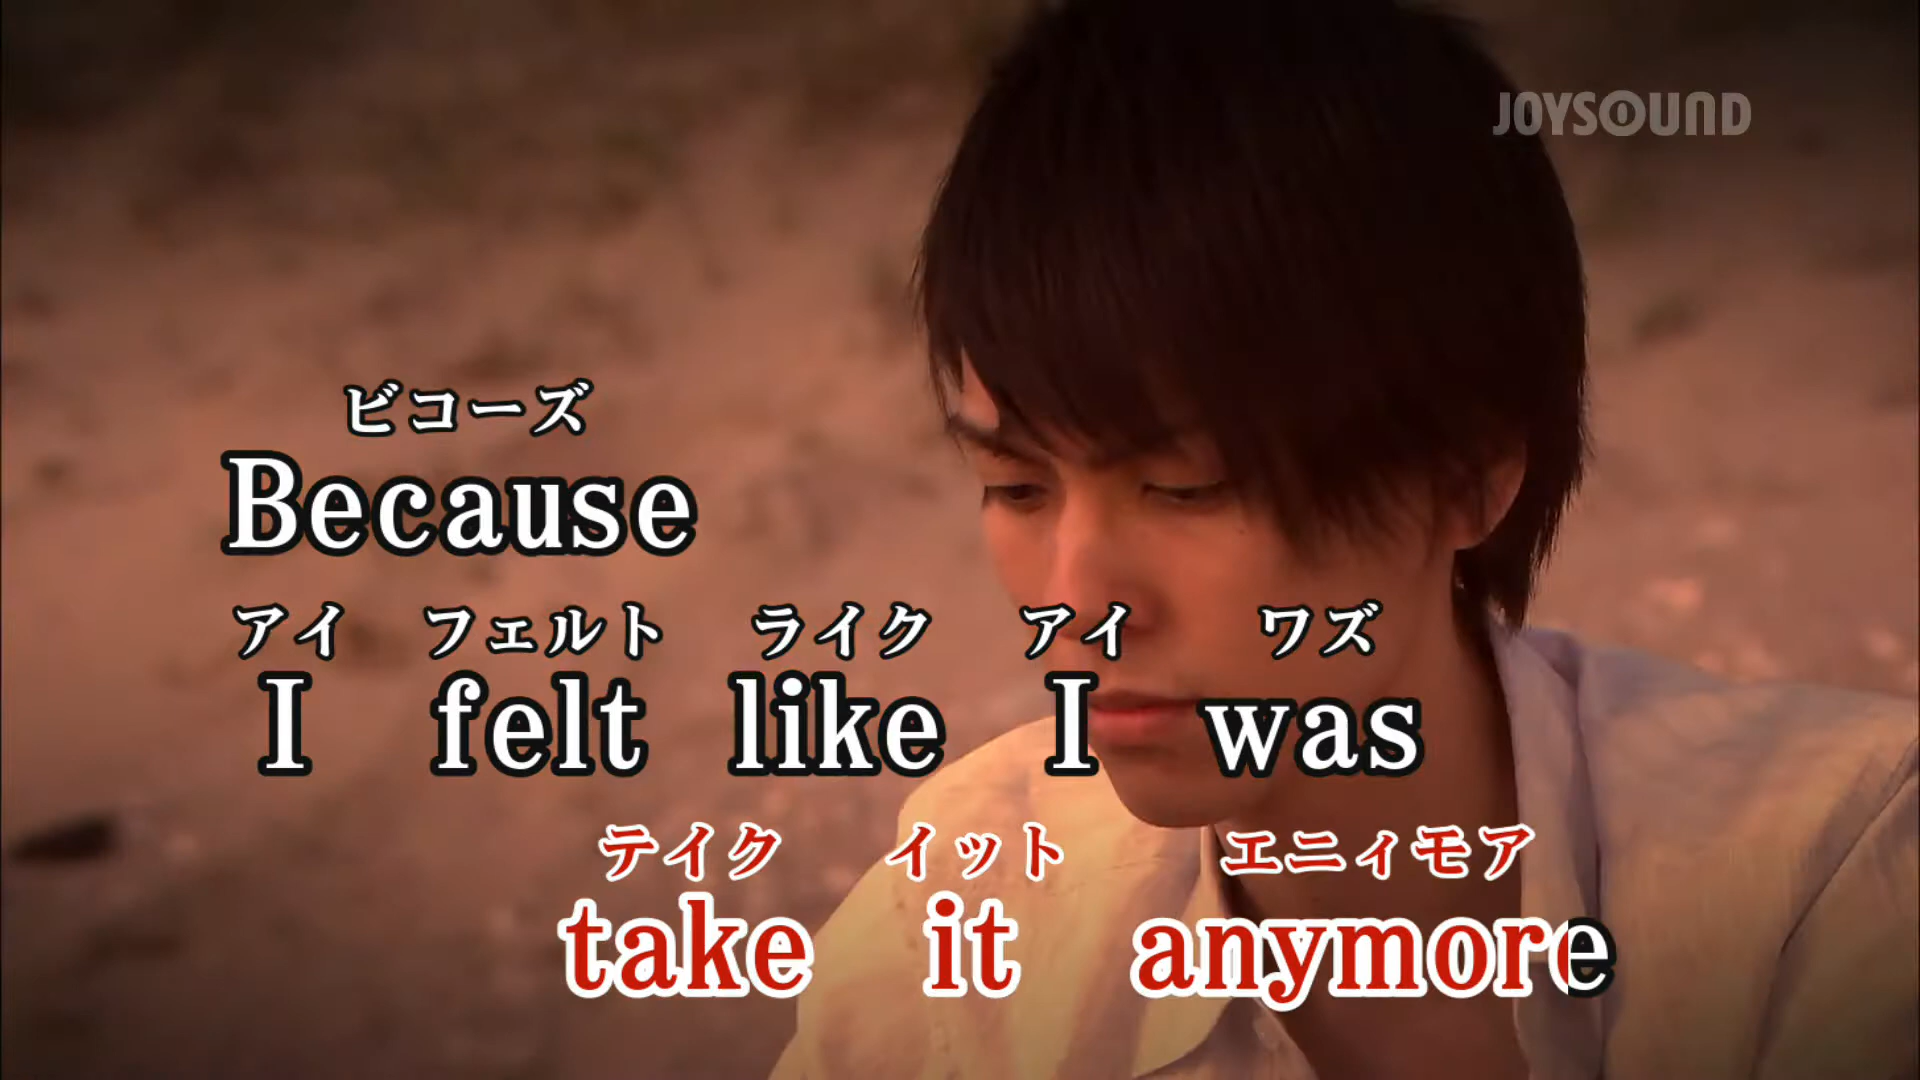 JOYSOUND
ビコーズ
Because
アイ フェルト ライク アイ ワズ
I felt like I was
テイク イット エニィモア
take it anymore